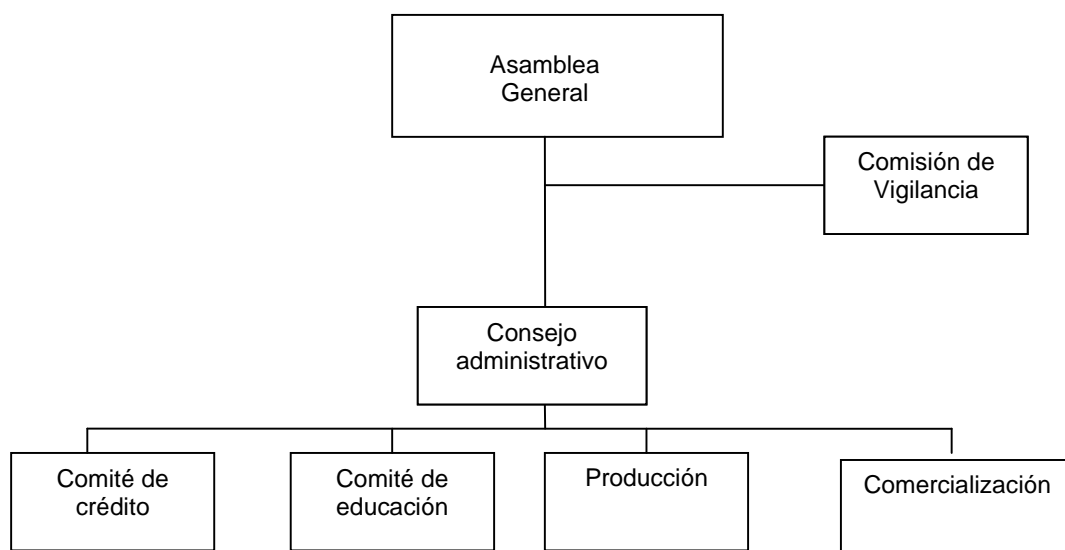 Asamblea
General
Comisión de
Vigilancia
Consejo
administrativo
Comité de
crédito
Comité de
educación
Producción
Comercialización